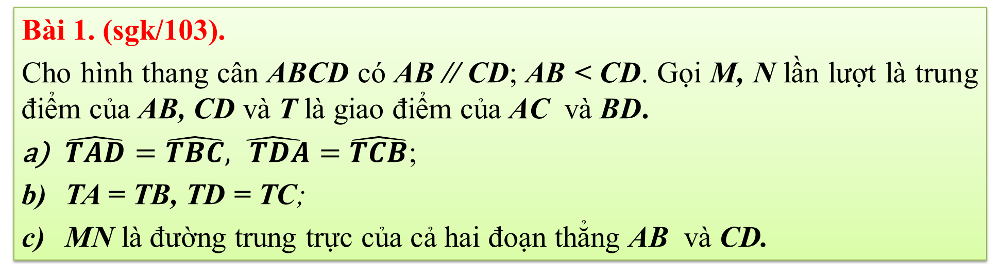 Bài 1. (sgk/103).
Cho hình thang cân ABCD có AB // CD; AB < CD. Gọi M, N lần lượt là trung
điểm của AB, CD và T là giao điểm của AC và BD.
a) \widehat{TAD} = \widehat{TBC}, \widehat{TDA} = \widehat{TCB};
b) TA = TB, TD = TC;
c) MN là đường trung trực của cả hai đoạn thẳng AB và CD.